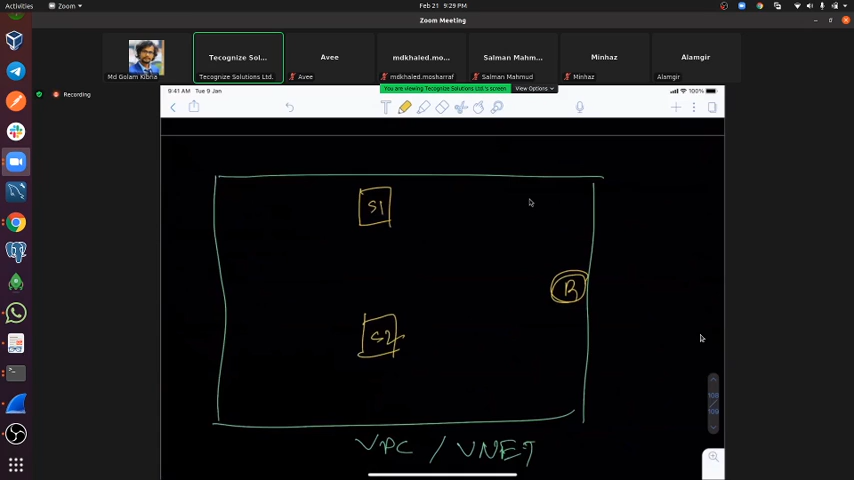 Activities
Zoom
Feb 21 9:29 PM
Zoom Meeting
Md Golam Kibria
Tecognize Sol...
Tecognize Solutions Ltd.
Avee
Avee
mdkhaled.mo...
mdkhaled.mosharraf
Salman Mahm...
Salman Mahmud
Minhaz
Minhaz
Alamgir
Alamgir
Recording
9:41 AM Tue 9 Jan
You are viewing Tecognize Solutions Ltd.'s screen
View Options
100%
S1
R
S2
108
109
VPC / VNET